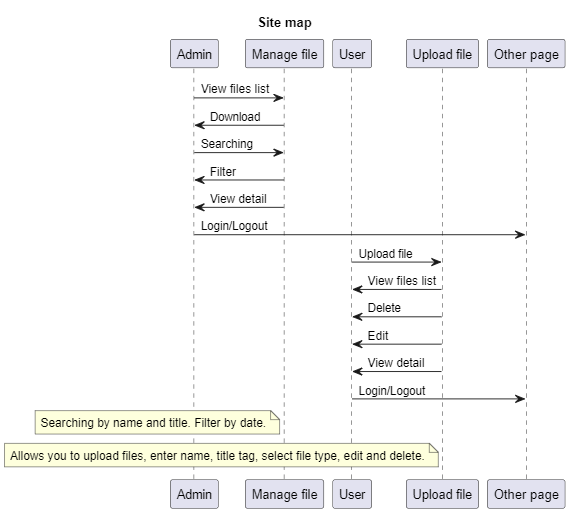 Site map
Admin Manage file User Upload file Other page
View files list
Download
Searching
Filter
View detail
Login/Logout
Upload file
View files list
Delete
Edit
View detail
Login/Logout
Searching by name and title. Filter by date.
Allows you to upload files, enter name, title tag, select file type, edit and delete.
Admin Manage file User Upload file Other page